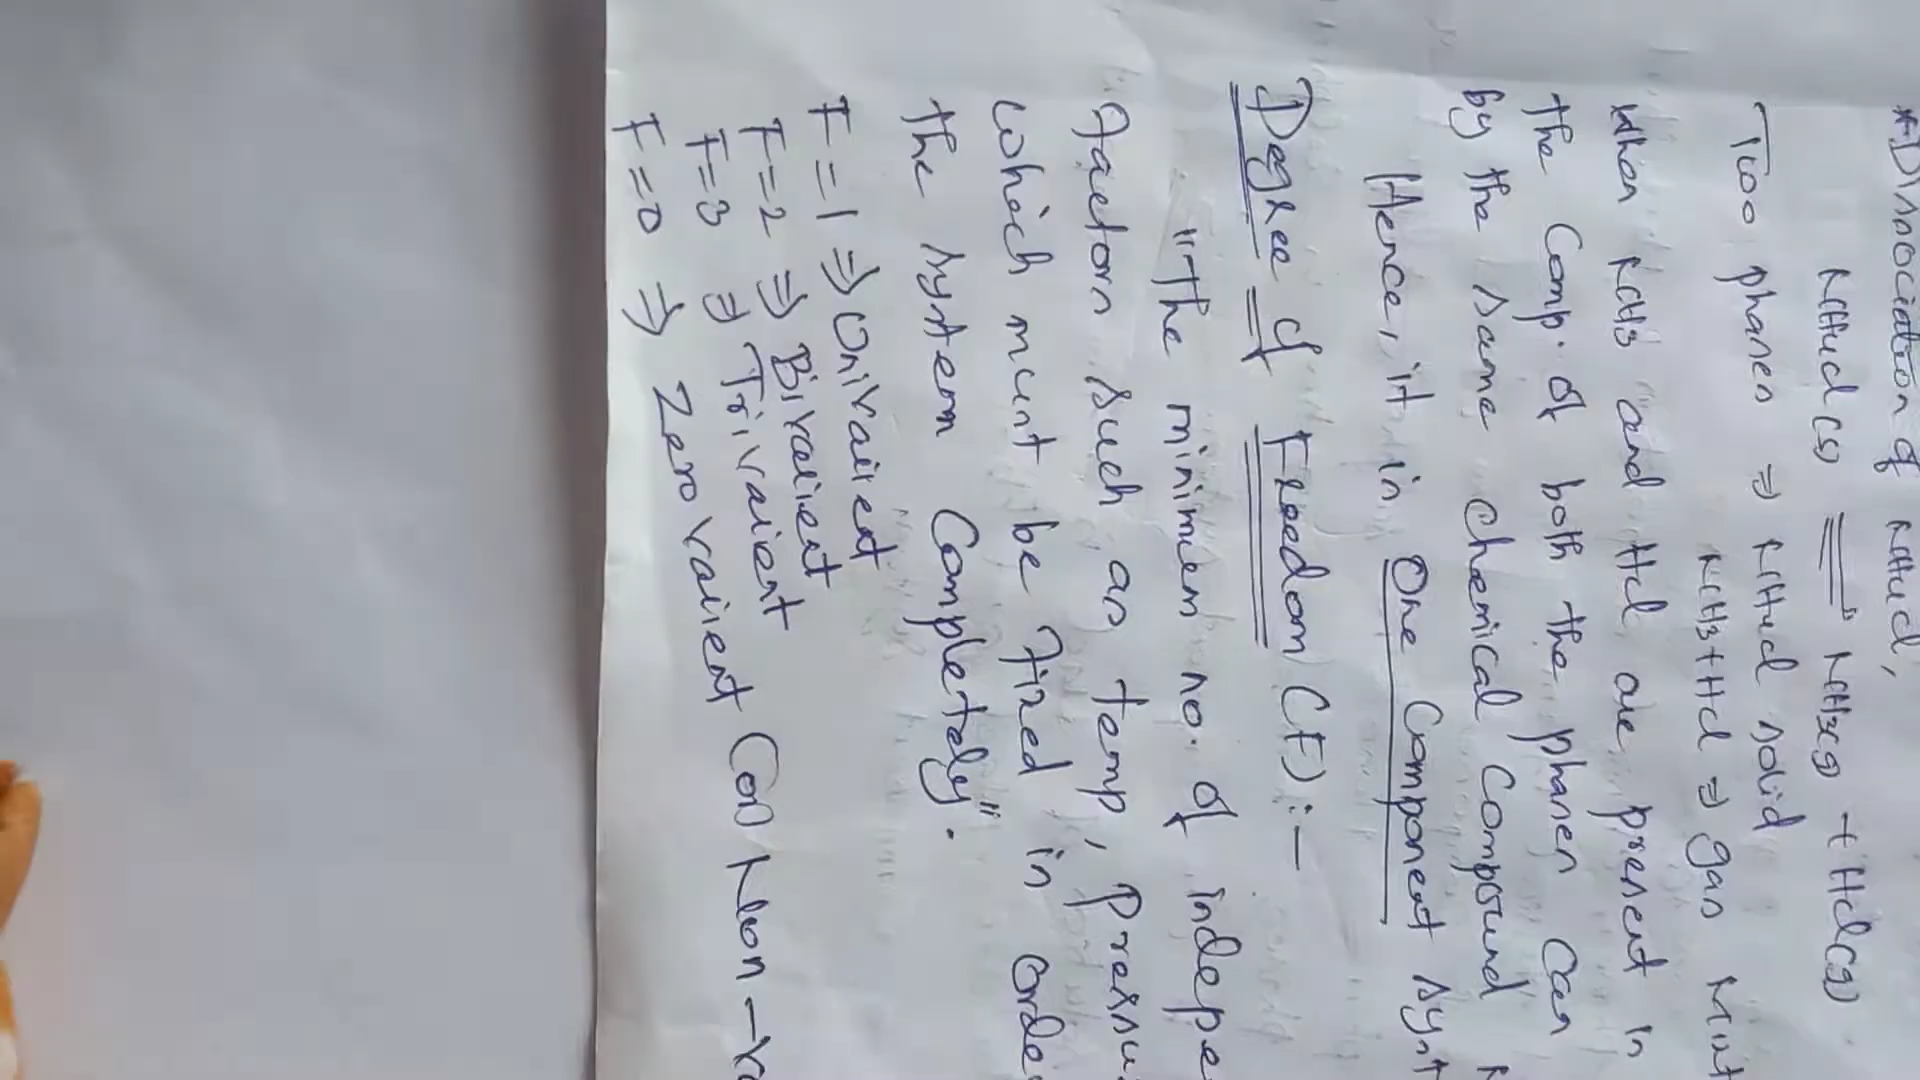 * Dissociation of NH4Cl,
NH4Cl(s) ⇌ NH3(g) + HCl(g)
Two phases ⇒ NH4Cl solid
NH3 + HCl ⇒ gas Mixt
When NH3 and HCl are present in
the Comp. of both the phases Can
by the same chemical Compound N
Hence, it is One Component syst
Degree of Freedom (F):-
"The minimum no. of indepe
factors such as temp, pressu
which must be fixed in orde
the system Completely".
F=1 ⇒ Univarient
F=2 ⇒ Bivarient
F=3 ⇒ Trivarient
F=0 ⇒ Zerovarient (or) Non-va